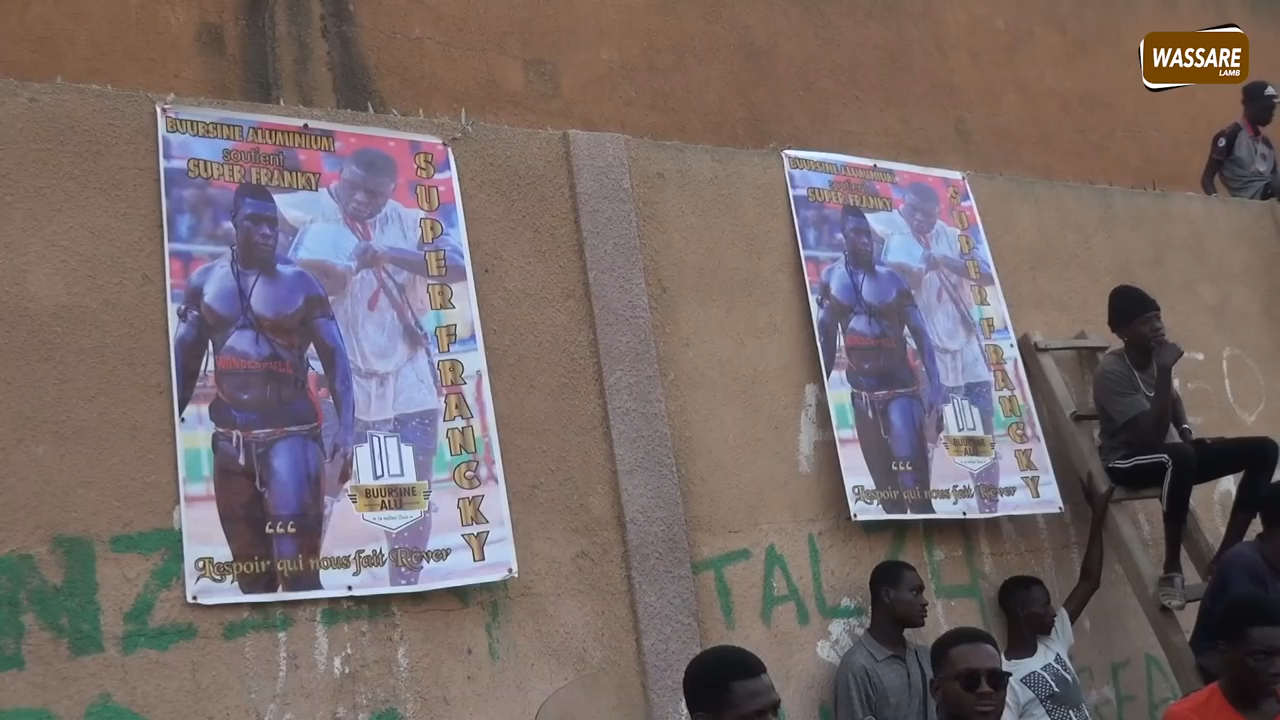 WASSARE
LAMB
BUURSINE ALUMINIUM
soutient
SUPER FRANKY
SUPER FRANCKY
WONDERFULL
BUURSINE
ALU
“““
L'espoir qui nous fait Rêver
BUURSINE ALUMINIUM
soutient
SUPER FRANKY
SUPER FRANCKY
BUURSINE
ALU
“““
L'espoir qui nous fait Rêver
TAL